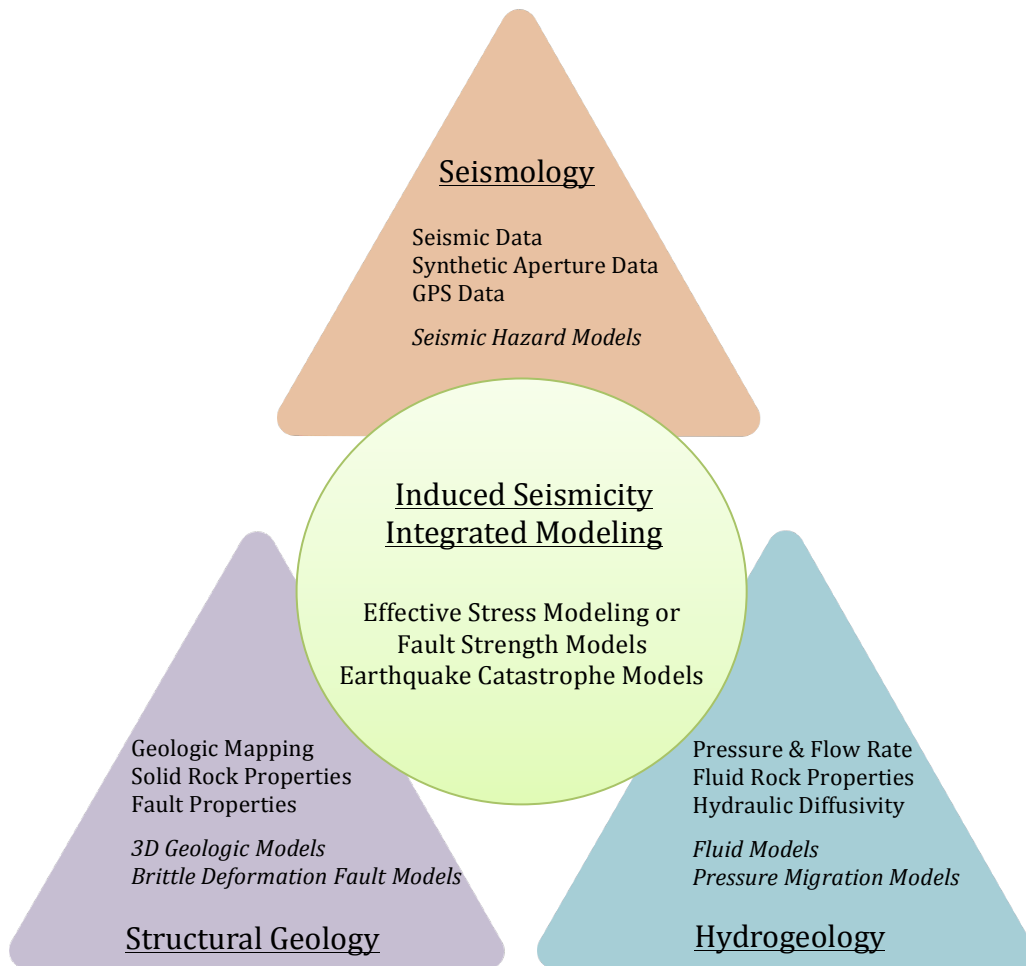 Seismology
Seismic Data
Synthetic Aperture Data
GPS Data
Seismic Hazard Models
Induced Seismicity
Integrated Modeling
Effective Stress Modeling or
Fault Strength Models
Earthquake Catastrophe Models
Geologic Mapping
Solid Rock Properties
Fault Properties
3D Geologic Models
Brittle Deformation Fault Models
Structural Geology
Pressure & Flow Rate
Fluid Rock Properties
Hydraulic Diffusivity
Fluid Models
Pressure Migration Models
Hydrogeology